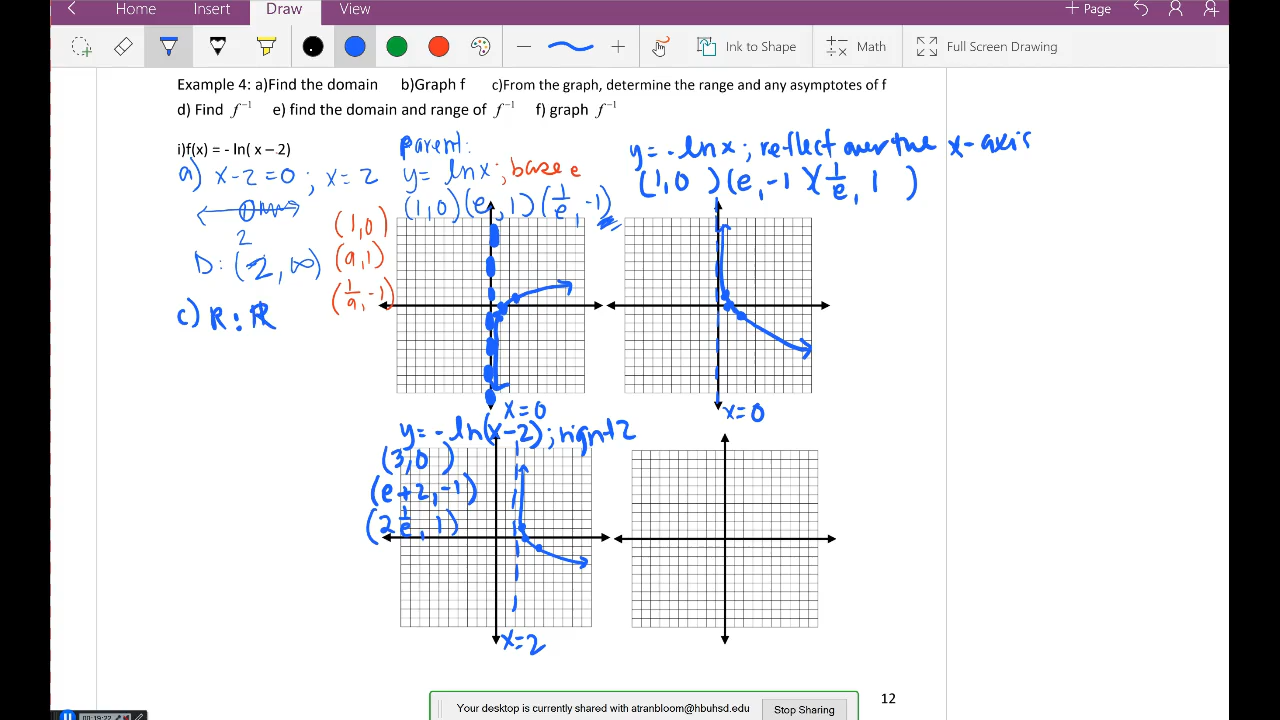 Home Insert Draw View + Page
Ink to Shape Math Full Screen Drawing
Example 4: a)Find the domain b)Graph f c)From the graph, determine the range and any asymptotes of f
d) Find f⁻¹ e) find the domain and range of f⁻¹ f) graph f⁻¹
i)f(x) = - ln( x – 2)
a) x-2=0 ; x=2
2
D: (2, ∞)
c) R: ℝ
parent:
y = ln x; base e
(1,0) (e, 1) (1/e, -1)
(1,0)
(a,1)
(1/a, -1)
x=0
y = -ln x ; reflect over the x-axis
(1,0 ) (e, -1 )(1/e, 1 )
x=0
y = -ln(x-2) ; right 2
(3,0 )
(e+2, -1)
(2 1/e, 1)
x=2
12
00:19:22
Your desktop is currently shared with atranbloom@hbuhsd.edu Stop Sharing